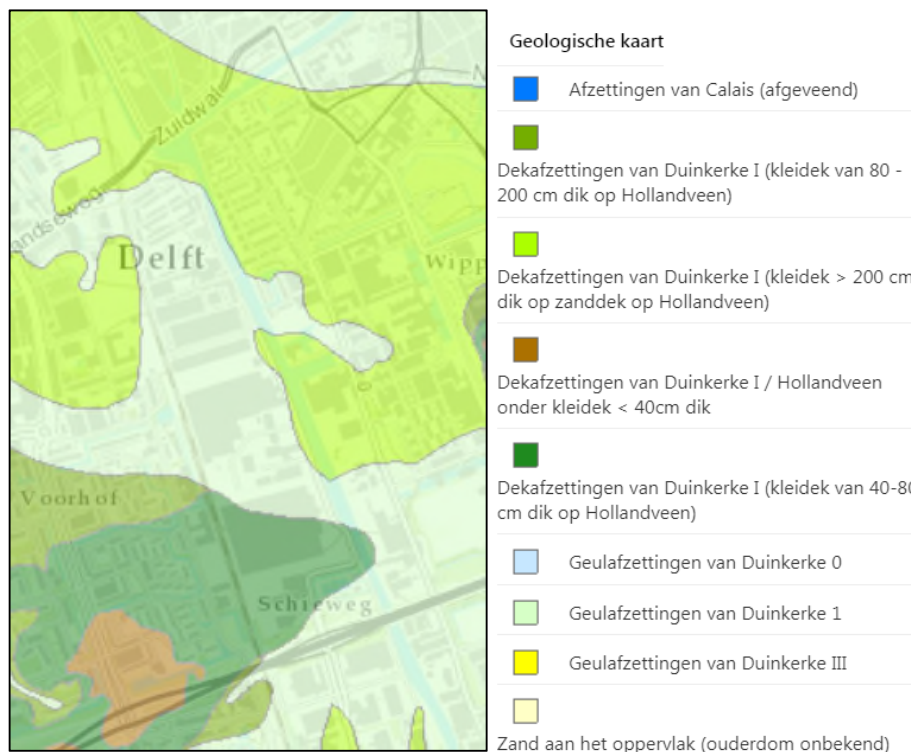 Zuidwal
andseweg
Delft
Wipp
Voorhof
Schieweg
Geologische kaart
Afzettingen van Calais (afgeveend)
Dekafzettingen van Duinkerke I (kleidek van 80 -
200 cm dik op Hollandveen)
Dekafzettingen van Duinkerke I (kleidek > 200 cm
dik op zanddek op Hollandveen)
Dekafzettingen van Duinkerke I / Hollandveen
onder kleidek < 40cm dik
Dekafzettingen van Duinkerke I (kleidek van 40-80
cm dik op Hollandveen)
Geulafzettingen van Duinkerke 0
Geulafzettingen van Duinkerke 1
Geulafzettingen van Duinkerke III
Zand aan het oppervlak (ouderdom onbekend)